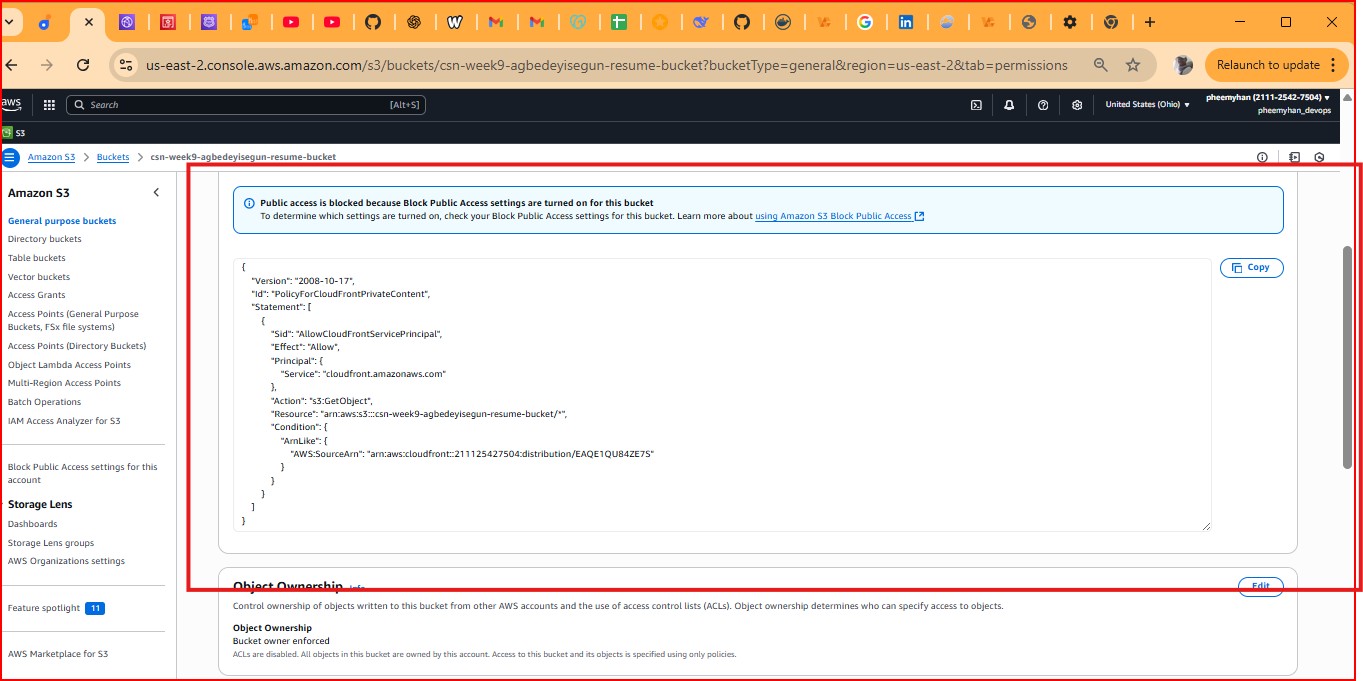 us-east-2.console.aws.amazon.com/s3/buckets/csn-week9-agbedeyisegun-resume-bucket?bucketType=general&region=us-east-2&tab=permissions
Relaunch to update
aws
Search
[Alt+S]
United States (Ohio)
pheemyhan (2111-2542-7504)
pheemyhan_devops
S3
Amazon S3 > Buckets > csn-week9-agbedeyisegun-resume-bucket
Amazon S3
General purpose buckets
Directory buckets
Table buckets
Vector buckets
Access Grants
Access Points (General Purpose
Buckets, FSx file systems)
Access Points (Directory Buckets)
Object Lambda Access Points
Multi-Region Access Points
Batch Operations
IAM Access Analyzer for S3
Block Public Access settings for this
account
Storage Lens
Dashboards
Storage Lens groups
AWS Organizations settings
Feature spotlight 11
AWS Marketplace for S3
Public access is blocked because Block Public Access settings are turned on for this bucket
To determine which settings are turned on, check your Block Public Access settings for this bucket. Learn more about using Amazon S3 Block Public Access
Copy
{
"Version": "2008-10-17",
"Id": "PolicyForCloudFrontPrivateContent",
"Statement": [
{
"Sid": "AllowCloudFrontServicePrincipal",
"Effect": "Allow",
"Principal": {
"Service": "cloudfront.amazonaws.com"
},
"Action": "s3:GetObject",
"Resource": "arn:aws:s3:::csn-week9-agbedeyisegun-resume-bucket/*",
"Condition": {
"ArnLike": {
"AWS:SourceArn": "arn:aws:cloudfront::211125427504:distribution/EAQE1QU84ZE7S"
}
}
}
]
}
Object Ownership Info
Edit
Control ownership of objects written to this bucket from other AWS accounts and the use of access control lists (ACLs). Object ownership determines who can specify access to objects.
Object Ownership
Bucket owner enforced
ACLs are disabled. All objects in this bucket are owned by this account. Access to this bucket and its objects is specified using only policies.